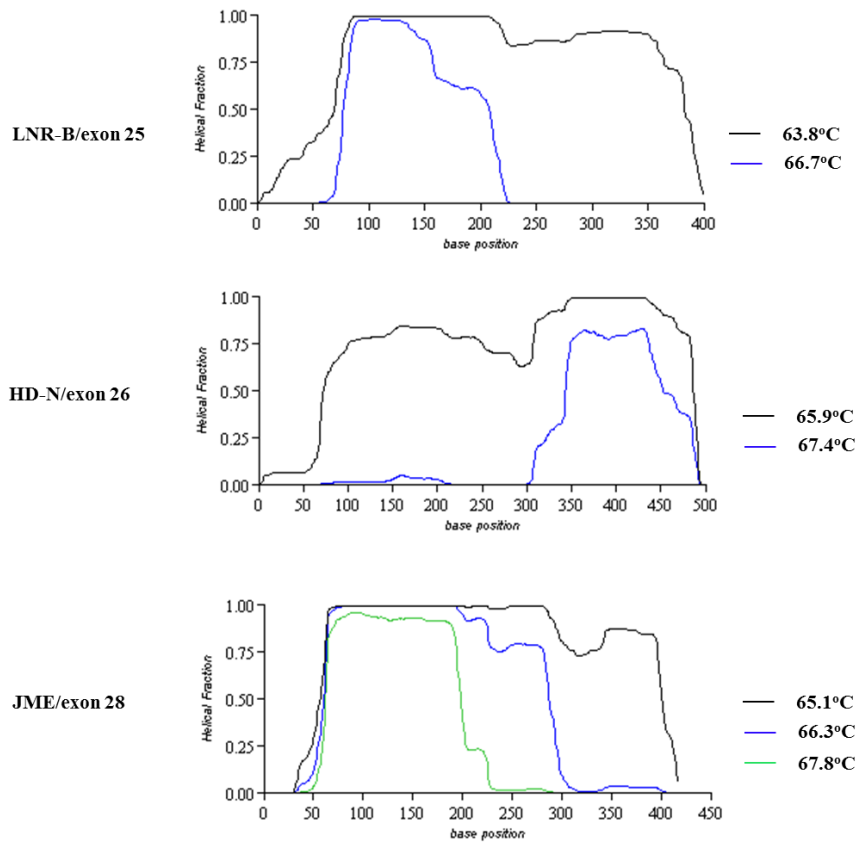 LNR-B/exon 25
Helical Fraction
1.00
0.75
0.50
0.25
0.00
0 50 100 150 200 250 300 350 400
base position
63.8°C
66.7°C
HD-N/exon 26
Helical Fraction
1.00
0.75
0.50
0.25
0.00
0 50 100 150 200 250 300 350 400 450 500
base position
65.9°C
67.4°C
JME/exon 28
Helical Fraction
1.00
0.75
0.50
0.25
0.00
0 50 100 150 200 250 300 350 400 450
base position
65.1°C
66.3°C
67.8°C